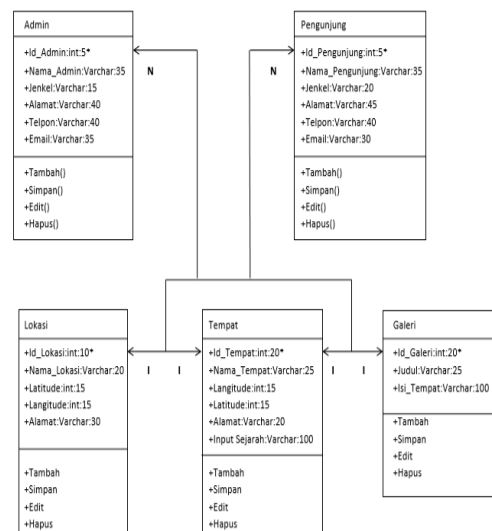 Admin
+Id_Admin:int:5*
+Nama_Admin:Varchar:35
+Jenkel:Varchar:15
+Alamat:Varchar:40
+Telpon:Varchar:40
+Email:Varchar:35
+Tambah()
+Simpan()
+Edit()
+Hapus()
N
Pengunjung
+Id_Pengunjung:int:5*
+Nama_Pengunjung:Varchar:35
+Jenkel:Varchar:20
+Alamat:Varchar:45
+Telpon:Varchar:40
+Email:Varchar:30
+Tambah()
+Simpan()
+Edit()
+Hapus()
N
Lokasi
+Id_Lokasi:int:10*
+Nama_Lokasi:Varchar:20
+Latitude:int:15
+Langitude:int:15
+Alamat:Varchar:30
+Tambah
+Simpan
+Edit
+Hapus
I I
Tempat
+Id_Tempat:int:20*
+Nama_Tempat:Varchar:25
+Langitude:int:15
+Latitude:int:15
+Alamat:Varchar:20
+Input Sejarah:Varchar:100
+Tambah
+Simpan
+Edit
+Hapus
I I
Galeri
+Id_Galeri:int:20*
+Judul:Varchar:25
+Isi_Tempat:Varchar:100
+Tambah
+Simpan
+Edit
+Hapus